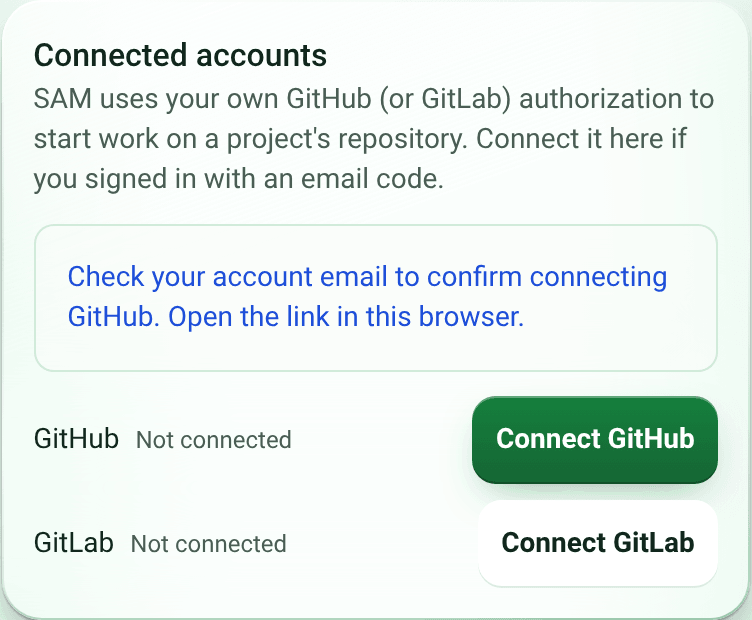 Connected accounts
SAM uses your own GitHub (or GitLab) authorization to
start work on a project's repository. Connect it here if
you signed in with an email code.
Check your account email to confirm connecting
GitHub. Open the link in this browser.
GitHub Not connected
Connect GitHub
GitLab Not connected
Connect GitLab